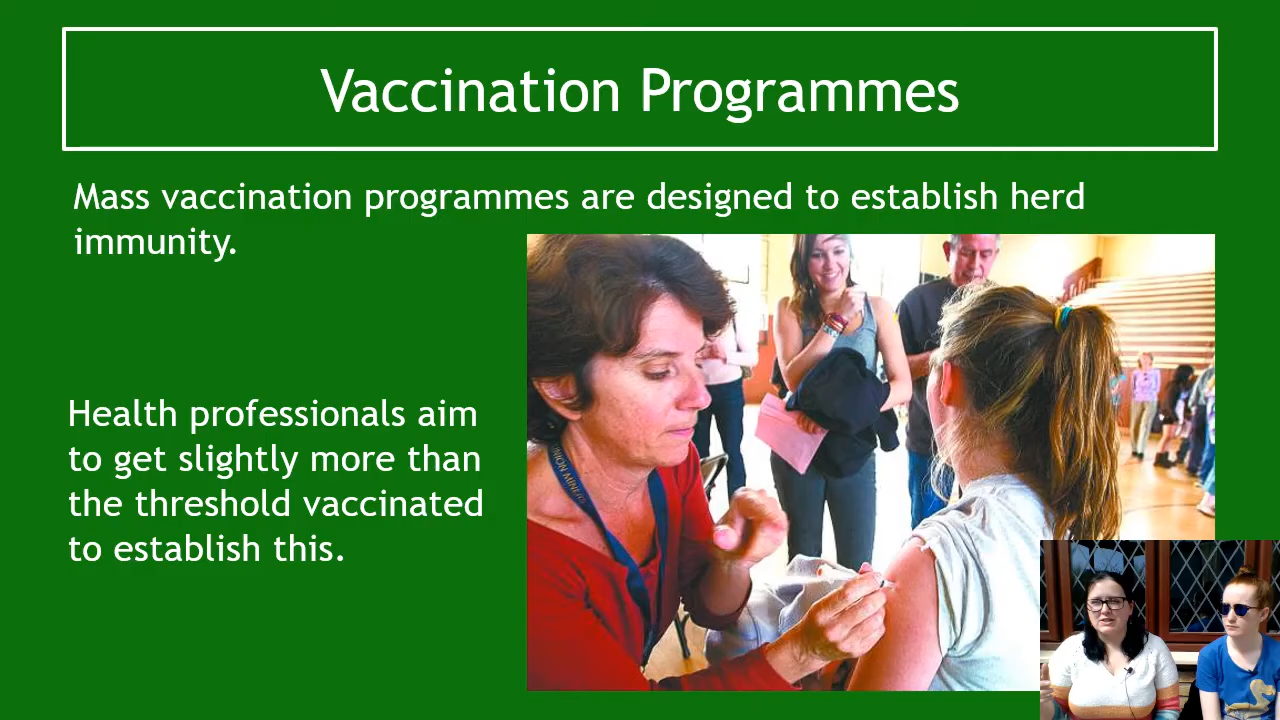 Vaccination Programmes
Mass vaccination programmes are designed to establish herd
immunity.
Health professionals aim
to get slightly more than
the threshold vaccinated
to establish this.